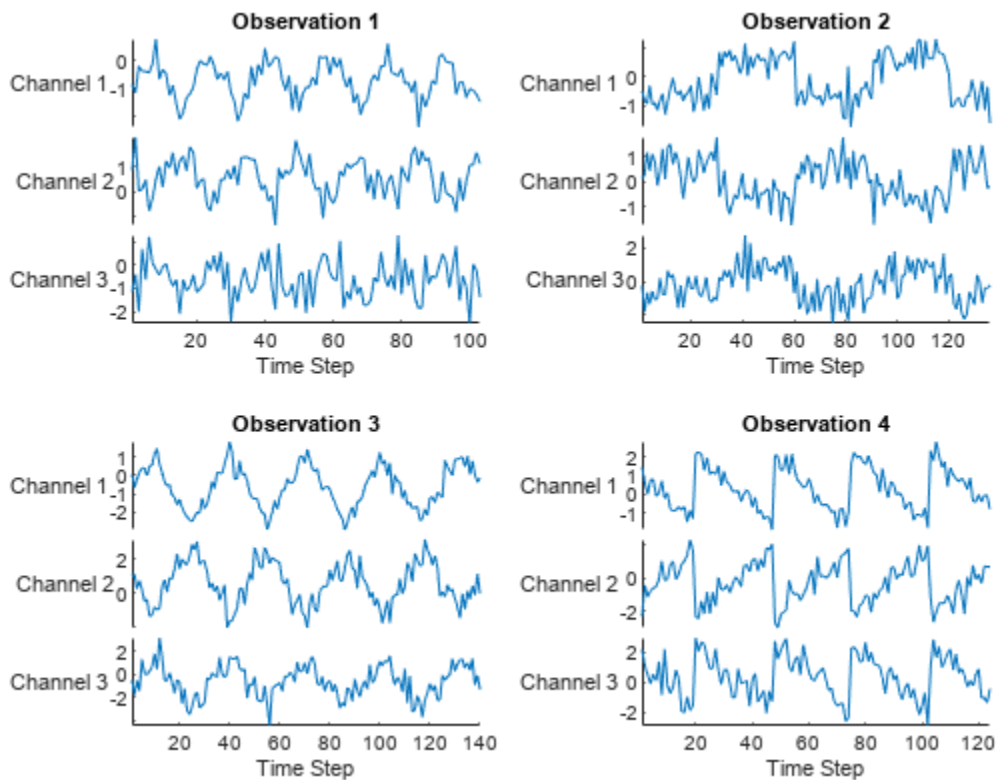 Observation 1
0
Channel 1
-1
1
Channel 2
0
0
Channel 3
-1
-2
20 40 60 80 100
Time Step
Observation 2
0
Channel 1
-1
1
Channel 2
0
-1
2
Channel 3
0
20 40 60 80 100 120
Time Step
Observation 3
1
0
Channel 1
-1
-2
2
Channel 2
0
2
0
Channel 3
-2
20 40 60 80 100 120 140
Time Step
Observation 4
2
1
Channel 1
0
-1
Channel 2
0
-2
2
Channel 3
0
-2
20 40 60 80 100 120
Time Step